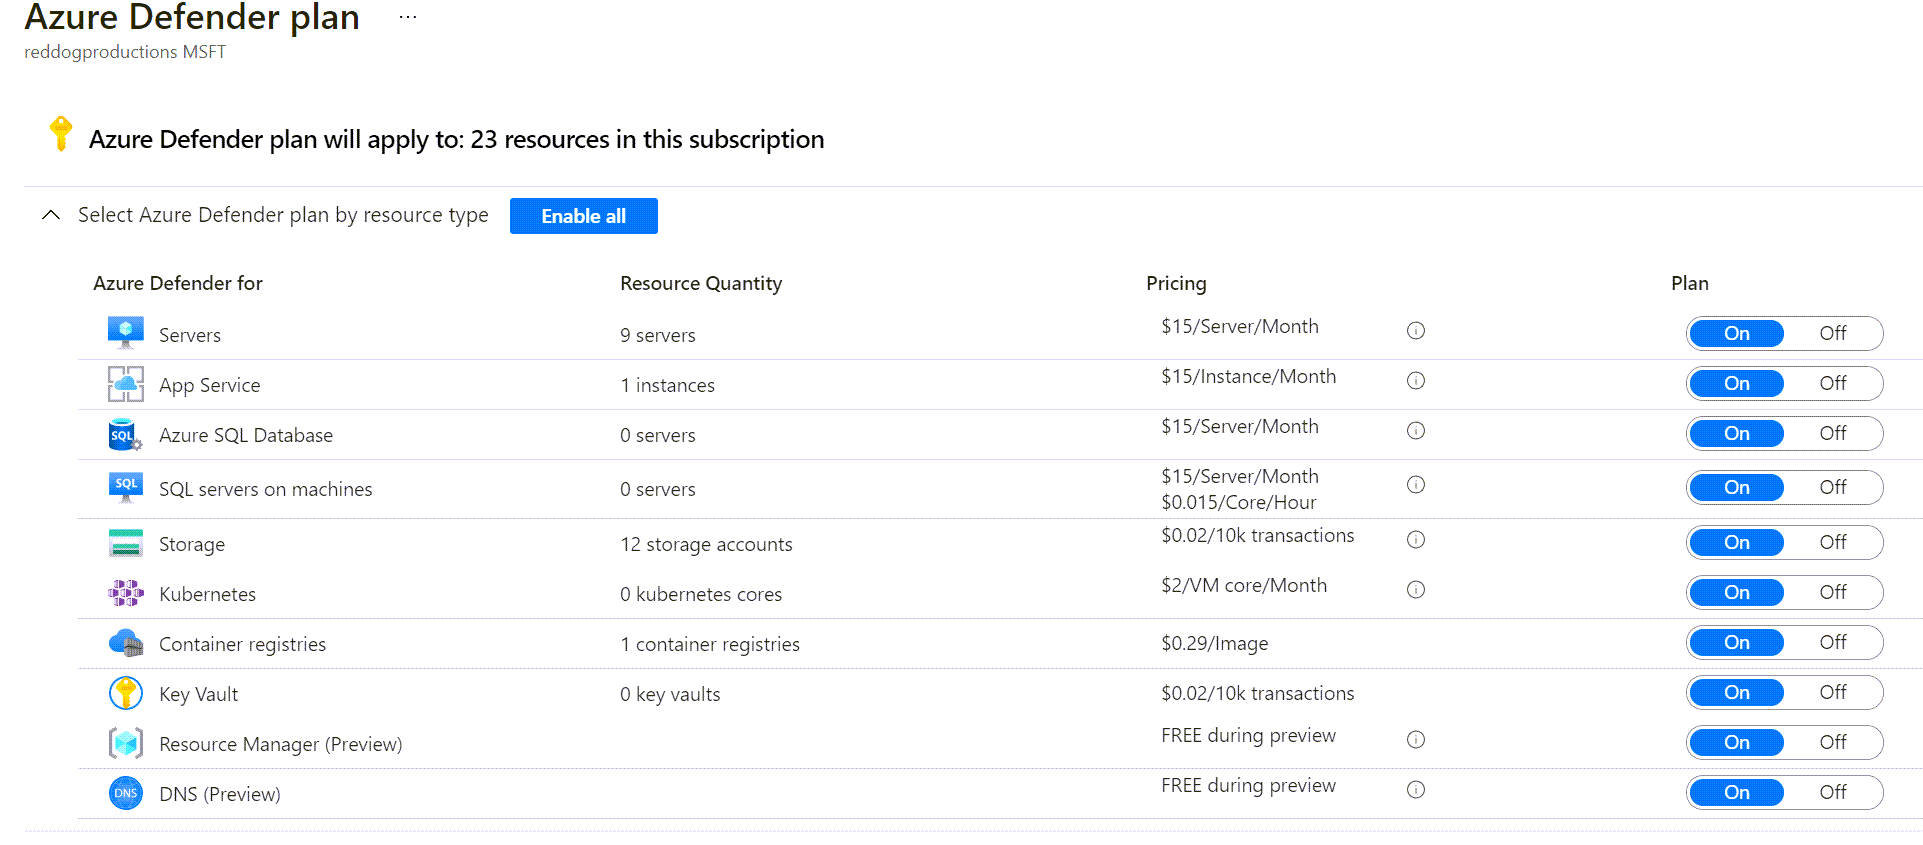 Azure Defender plan ...
reddogproductions MSFT
Azure Defender plan will apply to: 23 resources in this subscription
Select Azure Defender plan by resource type Enable all
Azure Defender for Resource Quantity Pricing Plan
Servers 9 servers $15/Server/Month On Off
App Service 1 instances $15/Instance/Month On Off
SQL Azure SQL Database 0 servers $15/Server/Month On Off
SQL SQL servers on machines 0 servers $15/Server/Month On Off
$0.015/Core/Hour
Storage 12 storage accounts $0.02/10k transactions On Off
Kubernetes 0 kubernetes cores $2/VM core/Month On Off
Container registries 1 container registries $0.29/Image On Off
Key Vault 0 key vaults $0.02/10k transactions On Off
Resource Manager (Preview) FREE during preview On Off
DNS DNS (Preview) FREE during preview On Off